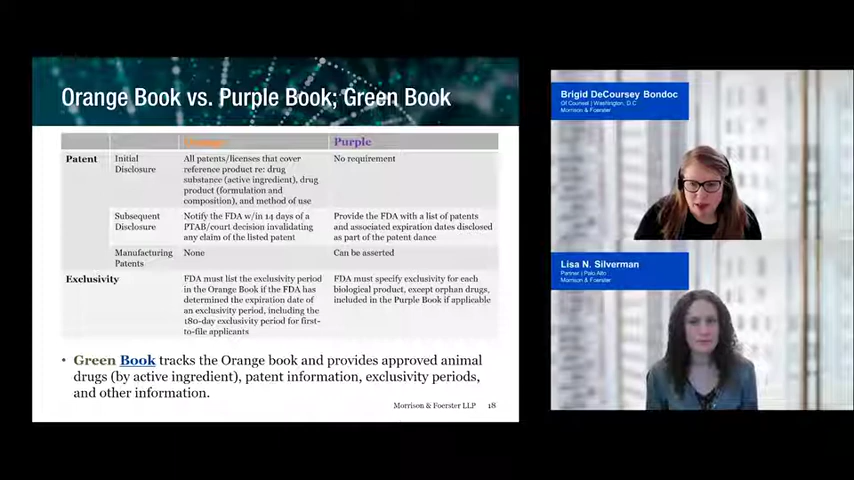 Orange Book vs. Purple Book; Green Book
Orange
Purple
Patent
Initial
Disclosure
All patents/licenses that cover
reference product re: drug
substance (active ingredient), drug
product (formulation and
composition), and method of use
No requirement
Subsequent
Disclosure
Notify the FDA w/in 14 days of a
PTAB/court decision invalidating
any claim of the listed patent
Provide the FDA with a list of patents
and associated expiration dates disclosed
as part of the patent dance
Manufacturing
Patents
None
Can be asserted
Exclusivity
FDA must list the exclusivity period
in the Orange Book if the FDA has
determined the expiration date of
an exclusivity period, including the
180-day exclusivity period for first-
to-file applicants
FDA must specify exclusivity for each
biological product, except orphan drugs,
included in the Purple Book if applicable
• Green Book tracks the Orange book and provides approved animal
drugs (by active ingredient), patent information, exclusivity periods,
and other information.
Morrison & Foerster LLP 18
Brigid DeCoursey Bondoc
Of Counsel | Washington, D.C
Morrison & Foerster
Lisa N. Silverman
Partner | Palo Alto
Morrison & Foerster